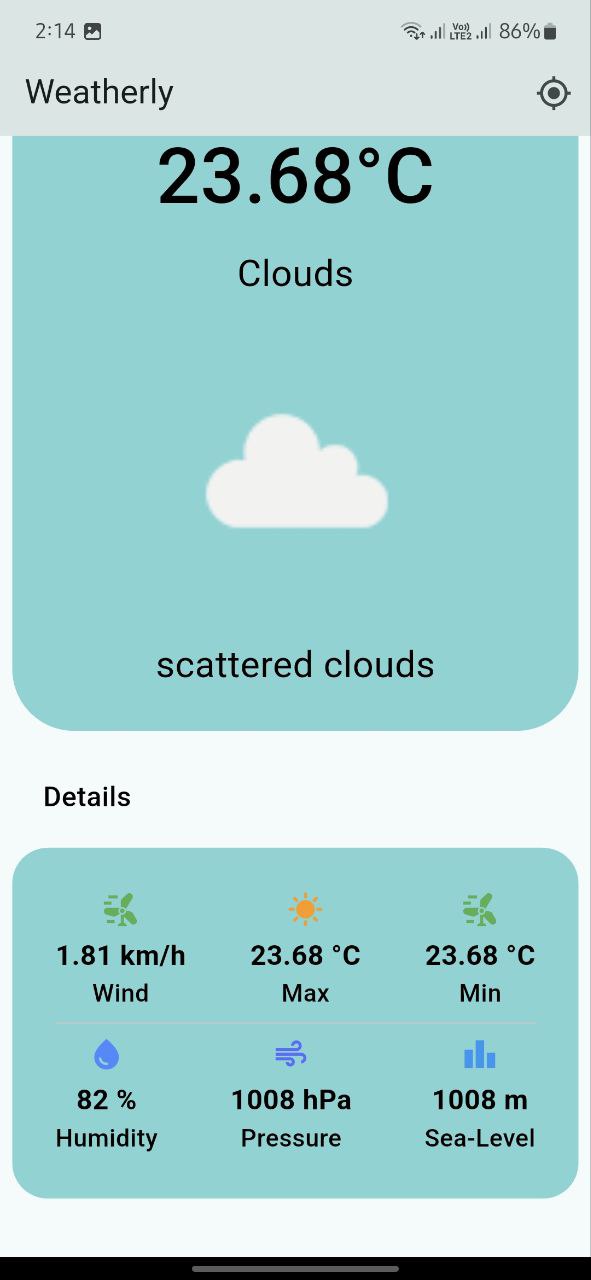 2:14 Vo)) LTE2 86%
Weatherly
23.68°C
Clouds
scattered clouds
Details
1.81 km/h 23.68 °C 23.68 °C
Wind Max Min
82 % 1008 hPa 1008 m
Humidity Pressure Sea-Level